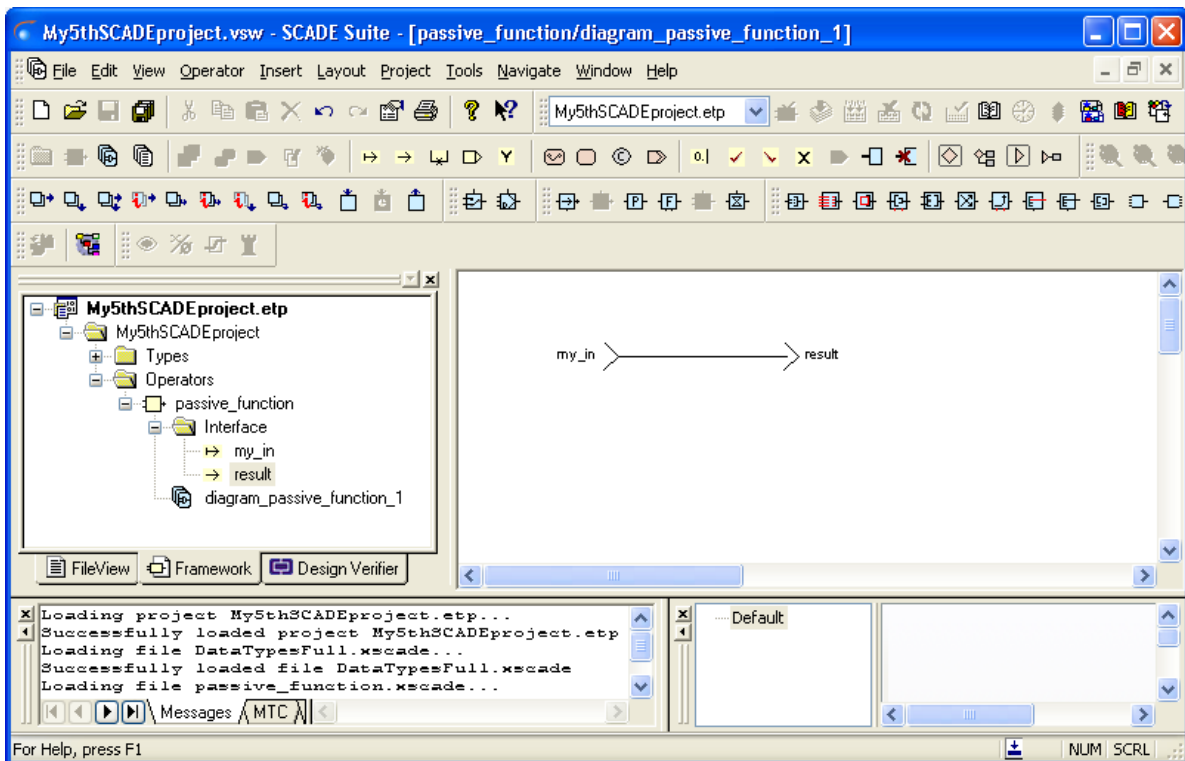 My5thSCADEproject.vsw - SCADE Suite - [passive_function/diagram_passive_function_1]
File Edit View Operator Insert Layout Project Tools Navigate Window Help
My5thSCADEproject.etp
My5thSCADEproject.etp
My5thSCADEproject
Types
Operators
passive_function
Interface
my_in
result
diagram_passive_function_1
FileView Framework Design Verifier
my_in result
Loading project My5thSCADEproject.etp...
Successfully loaded project My5thSCADEproject.etp
Loading file DataTypesFull.xscade...
Successfully loaded file DataTypesFull.xscade
Loading file passive_function.xscade...
Messages MTC
Default
For Help, press F1
NUM SCRL